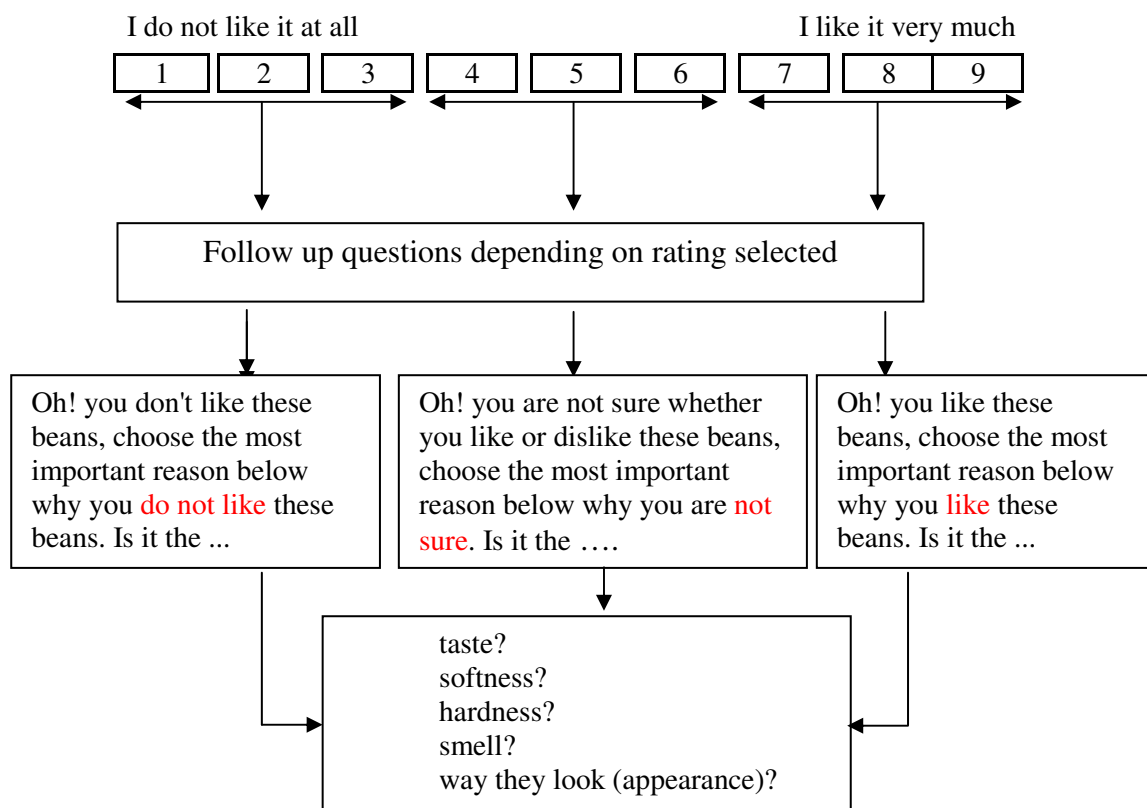 I do not like it at all
I like it very much
1 2 3 4 5 6 7 8 9
Follow up questions depending on rating selected
Oh! you don't like these
beans, choose the most
important reason below
why you do not like these
beans. Is it the ...
Oh! you are not sure whether
you like or dislike these beans,
choose the most important
reason below why you are not
sure. Is it the ….
Oh! you like these
beans, choose the most
important reason below
why you like these
beans. Is it the ...
taste?
softness?
hardness?
smell?
way they look (appearance)?